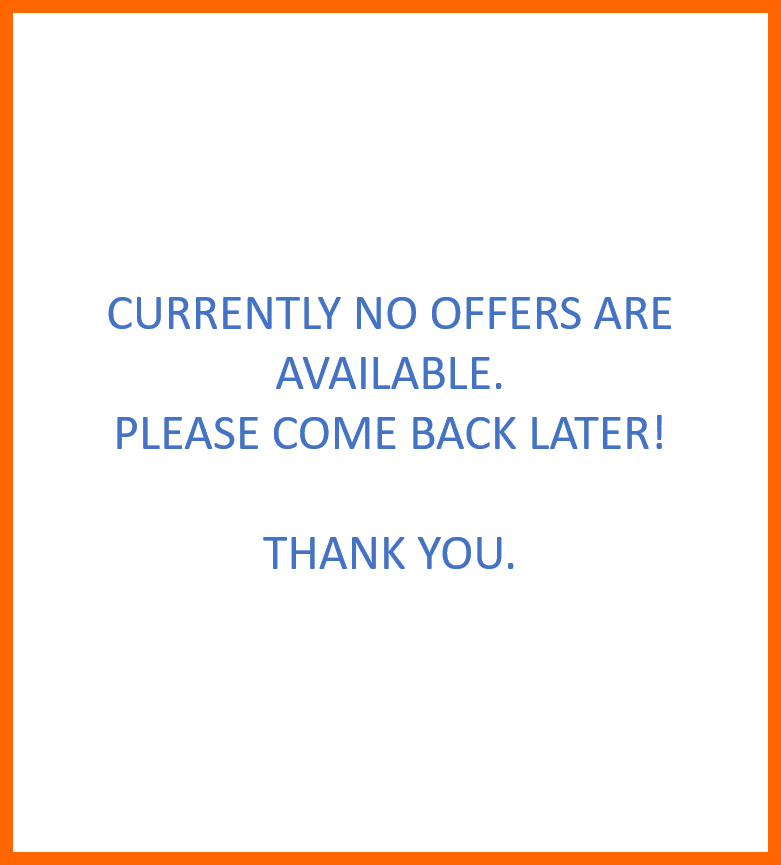 CURRENTLY NO OFFERS ARE
AVAILABLE.
PLEASE COME BACK LATER!
THANK YOU.